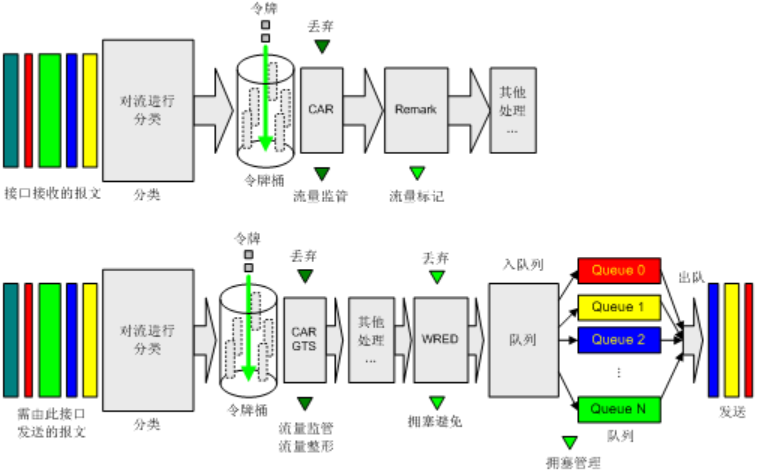 令牌
丢弃
对流进行
分类
CAR
Remark
其他
处理
...
接口接收的报文
分类
令牌桶
流量监管
流量标记
令牌
丢弃
丢弃
入队列
Queue 0
出队
对流进行
分类
CAR
GTS
其他
处理
...
WRED
队列
Queue 1
Queue 2
...
Queue N
需由此接口
发送的报文
分类
令牌桶
流量监管
流量整形
拥塞避免
队列
发送
拥塞管理